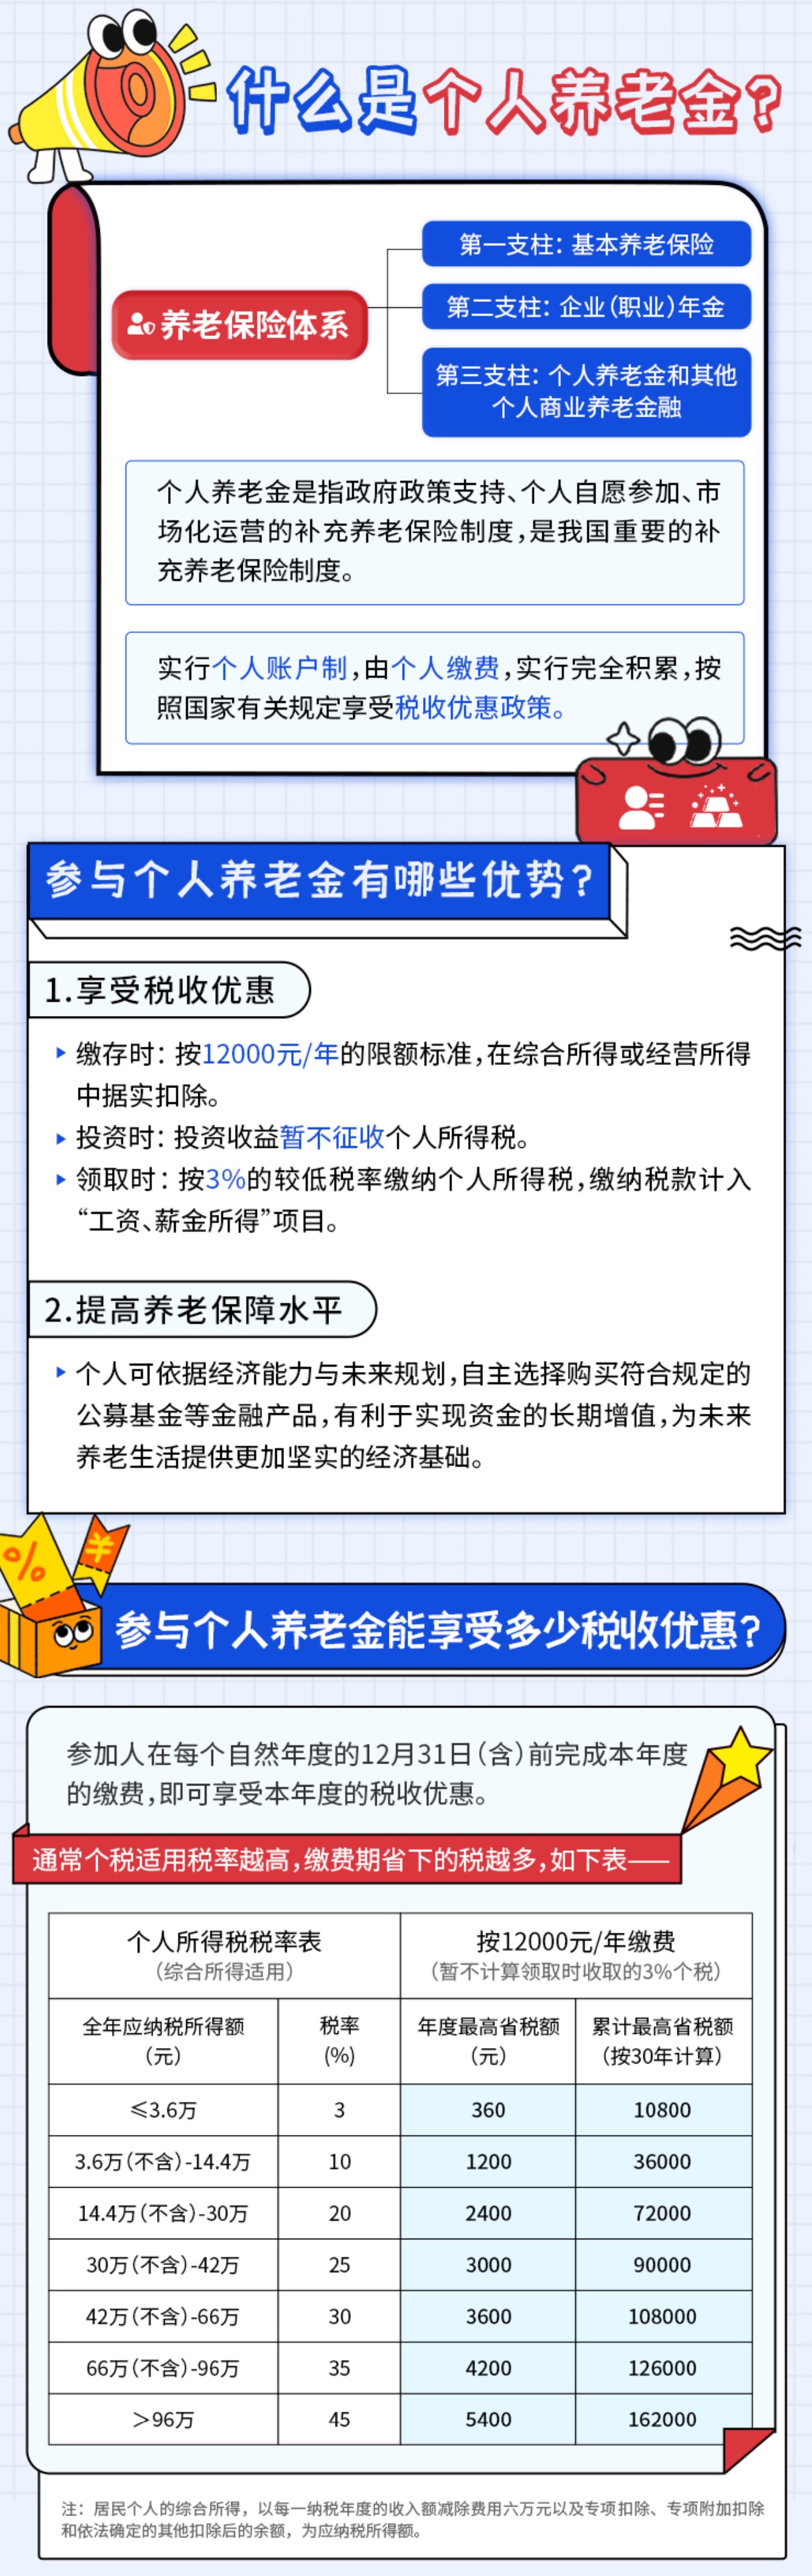 什么是个人养老金?
养老保险体系
第一支柱：基本养老保险
第二支柱：企业（职业）年金
第三支柱：个人养老金和其他
个人商业养老金融
个人养老金是指政府政策支持、个人自愿参加、市
场化运营的补充养老保险制度，是我国重要的补
充养老保险制度。
实行个人账户制，由个人缴费，实行完全积累，按
照国家有关规定享受税收优惠政策。
参与个人养老金有哪些优势?
1.享受税收优惠
缴存时：按12000元/年的限额标准，在综合所得或经营所得
中据实扣除。
投资时：投资收益暂不征收个人所得税。
领取时：按3%的较低税率缴纳个人所得税，缴纳税款计入
“工资、薪金所得”项目。
2.提高养老保障水平
个人可依据经济能力与未来规划，自主选择购买符合规定的
公募基金等金融产品，有利于实现资金的长期增值，为未来
养老生活提供更加坚实的经济基础。
% ¥
参与个人养老金能享受多少税收优惠?
参加人在每个自然年度的12月31日（含）前完成本年度
的缴费，即可享受本年度的税收优惠。
通常个税适用税率越高，缴费期省下的税越多，如下表——
个人所得税税率表 按12000元/年缴费
（综合所得适用） （暂不计算领取时收取的3%个税）
全年应纳税所得额 税率 年度最高省税额 累计最高省税额
（元） (%) （元） （按30年计算）
≤3.6万 3 360 10800
3.6万（不含）-14.4万 10 1200 36000
14.4万（不含）-30万 20 2400 72000
30万（不含）-42万 25 3000 90000
42万（不含）-66万 30 3600 108000
66万（不含）-96万 35 4200 126000
＞96万 45 5400 162000
注：居民个人的综合所得，以每一纳税年度的收入额减除费用六万元以及专项扣除、专项附加扣除
和依法确定的其他扣除后的余额，为应纳税所得额。